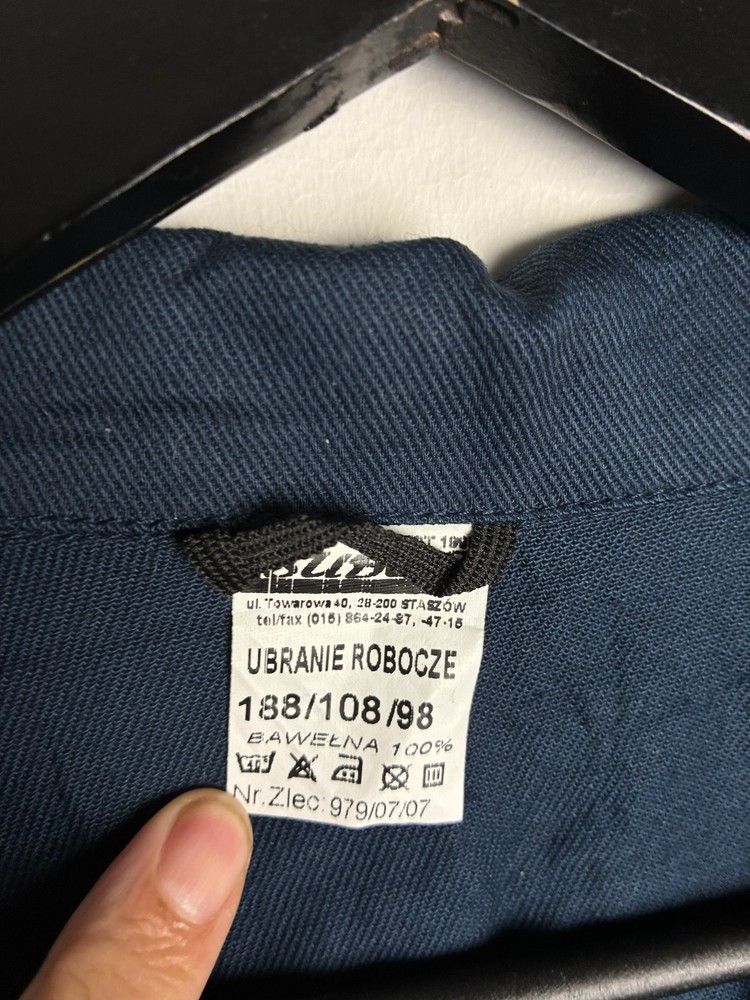 ul. Towarowa 40, 28-200 STASZÓW
tel/fax (015) 864-24-87, -47-15
UBRANIE ROBOCZE
188/108/98
BAWEŁNA 100%
Nr.Zlec: 979/07/07